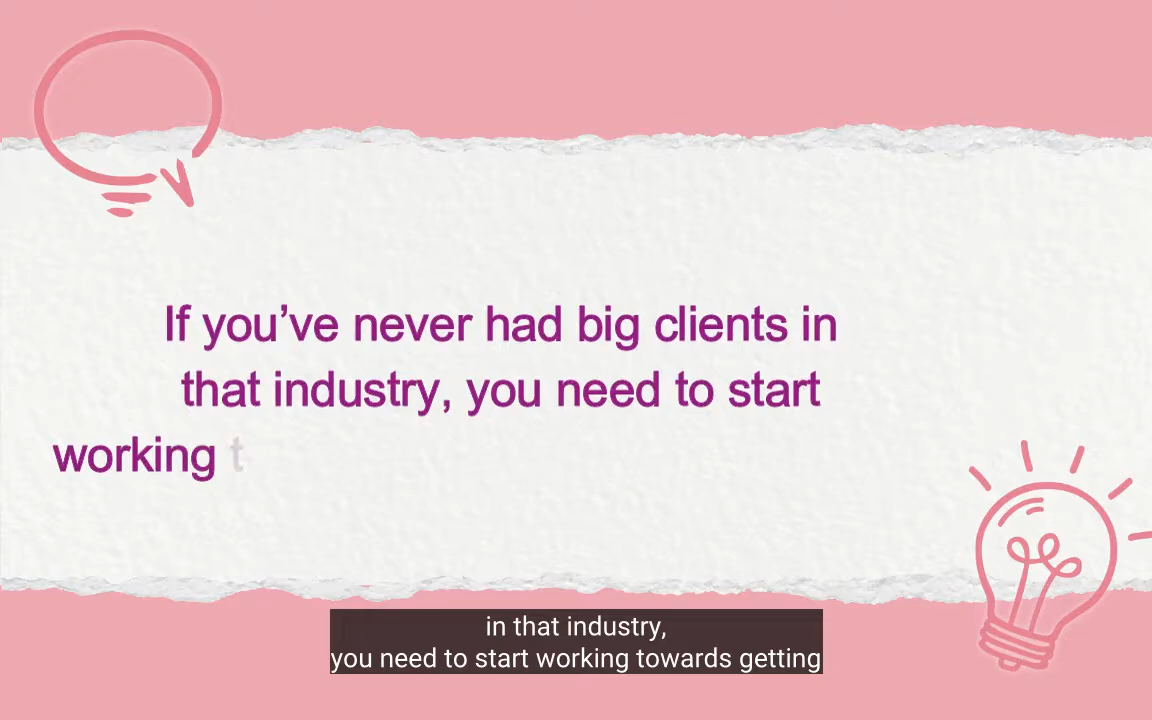 If you’ve never had big clients in
that industry, you need to start
working t
in that industry,
you need to start working towards getting